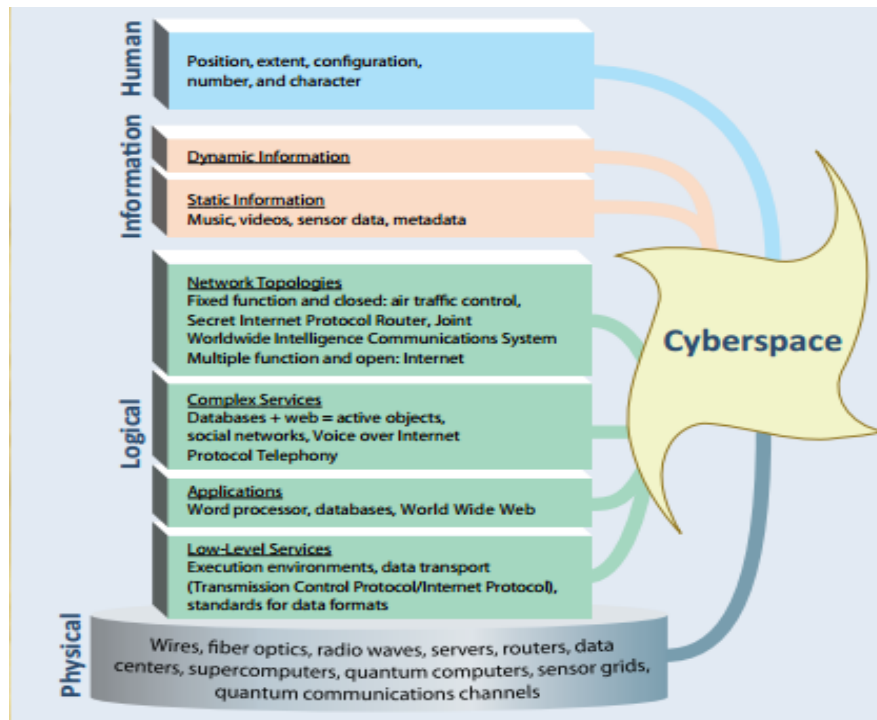 Human
Position, extent, configuration,
number, and character
Information
Dynamic Information
Static Information
Music, videos, sensor data, metadata
Logical
Network Topologies
Fixed function and closed: air traffic control,
Secret Internet Protocol Router, Joint
Worldwide Intelligence Communications System
Multiple function and open: Internet
Complex Services
Databases + web = active objects,
social networks, Voice over Internet
Protocol Telephony
Applications
Word processor, databases, World Wide Web
Low-Level Services
Execution environments, data transport
(Transmission Control Protocol/Internet Protocol),
standards for data formats
Physical
Wires, fiber optics, radio waves, servers, routers, data
centers, supercomputers, quantum computers, sensor grids,
quantum communications channels
Cyberspace